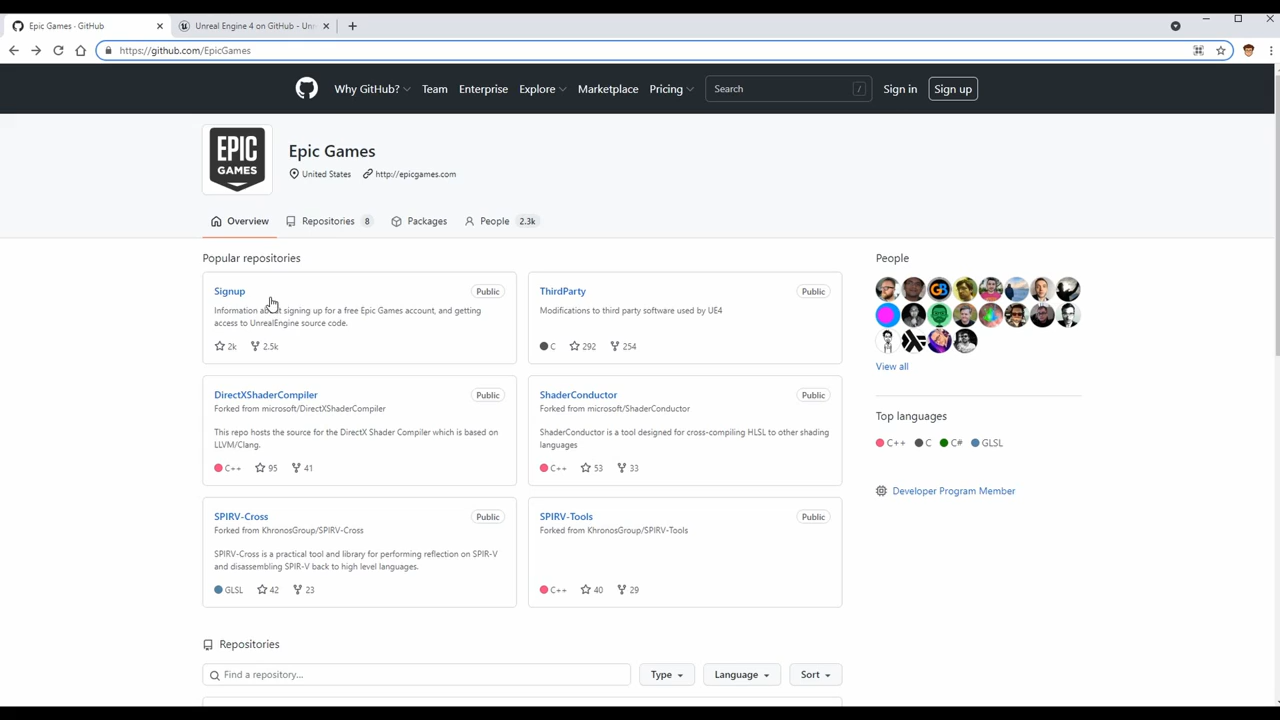 Epic Games · GitHub
Unreal Engine 4 on GitHub - Un
https://github.com/EpicGames
Why GitHub? Team Enterprise Explore Marketplace Pricing Search / Sign in Sign up
EPIC GAMES
Epic Games
United States http://epicgames.com
Overview Repositories 8 Packages People 2.3k
Popular repositories
Signup Public
Information signing up for a free Epic Games account, and getting
access to UnrealEngine source code.
2k 2.5k
ThirdParty Public
Modifications to third party software used by UE4
C 292 254
DirectXShaderCompiler Public
Forked from microsoft/DirectXShaderCompiler
This repo hosts the source for the DirectX Shader Compiler which is based on
LLVM/Clang.
C++ 95 41
ShaderConductor Public
Forked from microsoft/ShaderConductor
ShaderConductor is a tool designed for cross-compiling HLSL to other shading
languages
C++ 53 33
SPIRV-Cross Public
Forked from KhronosGroup/SPIRV-Cross
SPIRV-Cross is a practical tool and library for performing reflection on SPIR-V
and disassembling SPIR-V back to high level languages.
GLSL 42 23
SPIRV-Tools Public
Forked from KhronosGroup/SPIRV-Tools
C++ 40 29
People
View all
Top languages
C++ C C# GLSL
Developer Program Member
Repositories
Find a repository... Type Language Sort